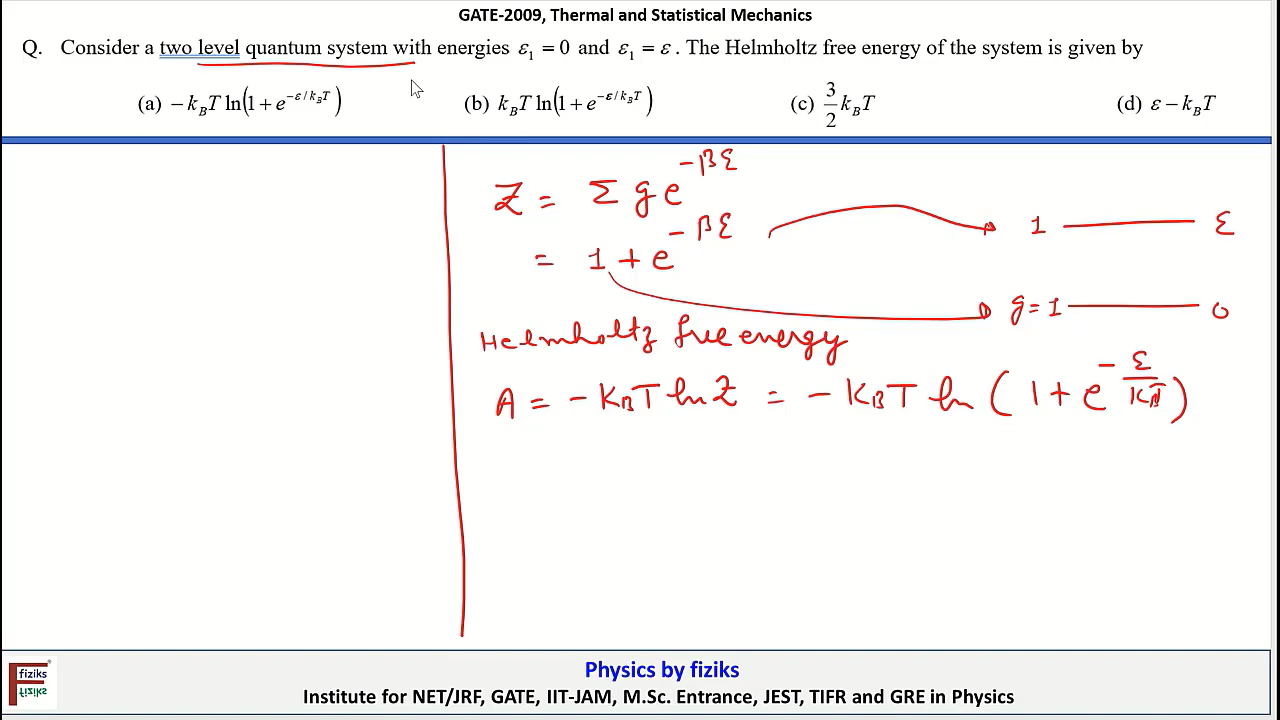 GATE-2009, Thermal and Statistical Mechanics
Q. Consider a two level quantum system with energies ε₁ = 0 and ε₁ = ε. The Helmholtz free energy of the system is given by
(a) −k_BT ln(1 + e^{−ε/k_BT}) (b) k_BT ln(1 + e^{−ε/k_BT}) (c) 3/2 k_BT (d) ε − k_BT
Z = Σ g e^{−βε}
= 1 + e^{−βε} 1 ε
g = 1 0
Helmholtz free energy
A = −K_BT ln Z = −K_BT ln (1 + e^{−ε/K_BT})
fiziks
fiziks
Physics by fiziks
Institute for NET/JRF, GATE, IIT-JAM, M.Sc. Entrance, JEST, TIFR and GRE in Physics